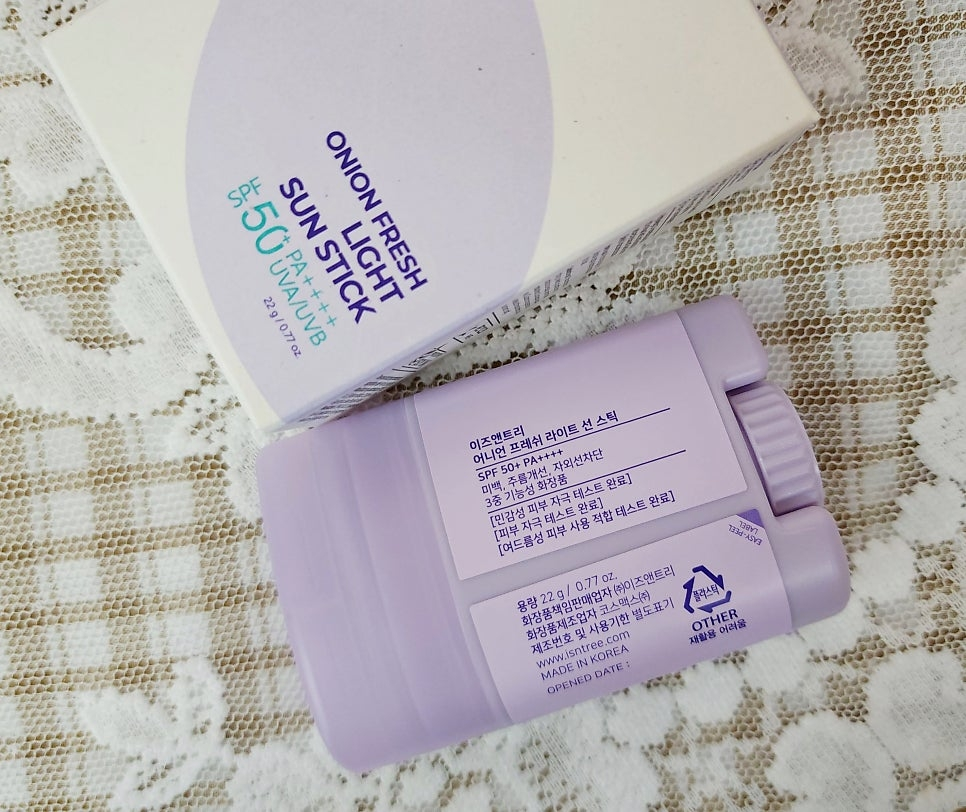 ONION FRESH
LIGHT
SUN STICK
SPF 50+ PA++++
UVA/UVB
22 g / 0.77 oz.
이즈앤트리
어니언 프레쉬 라이트 선 스틱
SPF 50+ PA++++
미백, 주름개선, 자외선차단
3중 기능성 화장품
[민감성 피부 자극 테스트 완료]
[피부 자극 테스트 완료]
[여드름성 피부 사용 적합 테스트 완료]
EASY-PEEL
LABEL
용량 22 g / 0.77 oz.
화장품책임판매업자 ㈜이즈앤트리
화장품제조업자 코스맥스㈜
제조번호 및 사용기한 별도표기
www.isntree.com
MADE IN KOREA
OPENED DATE :
플라스틱
OTHER
재활용 어려움